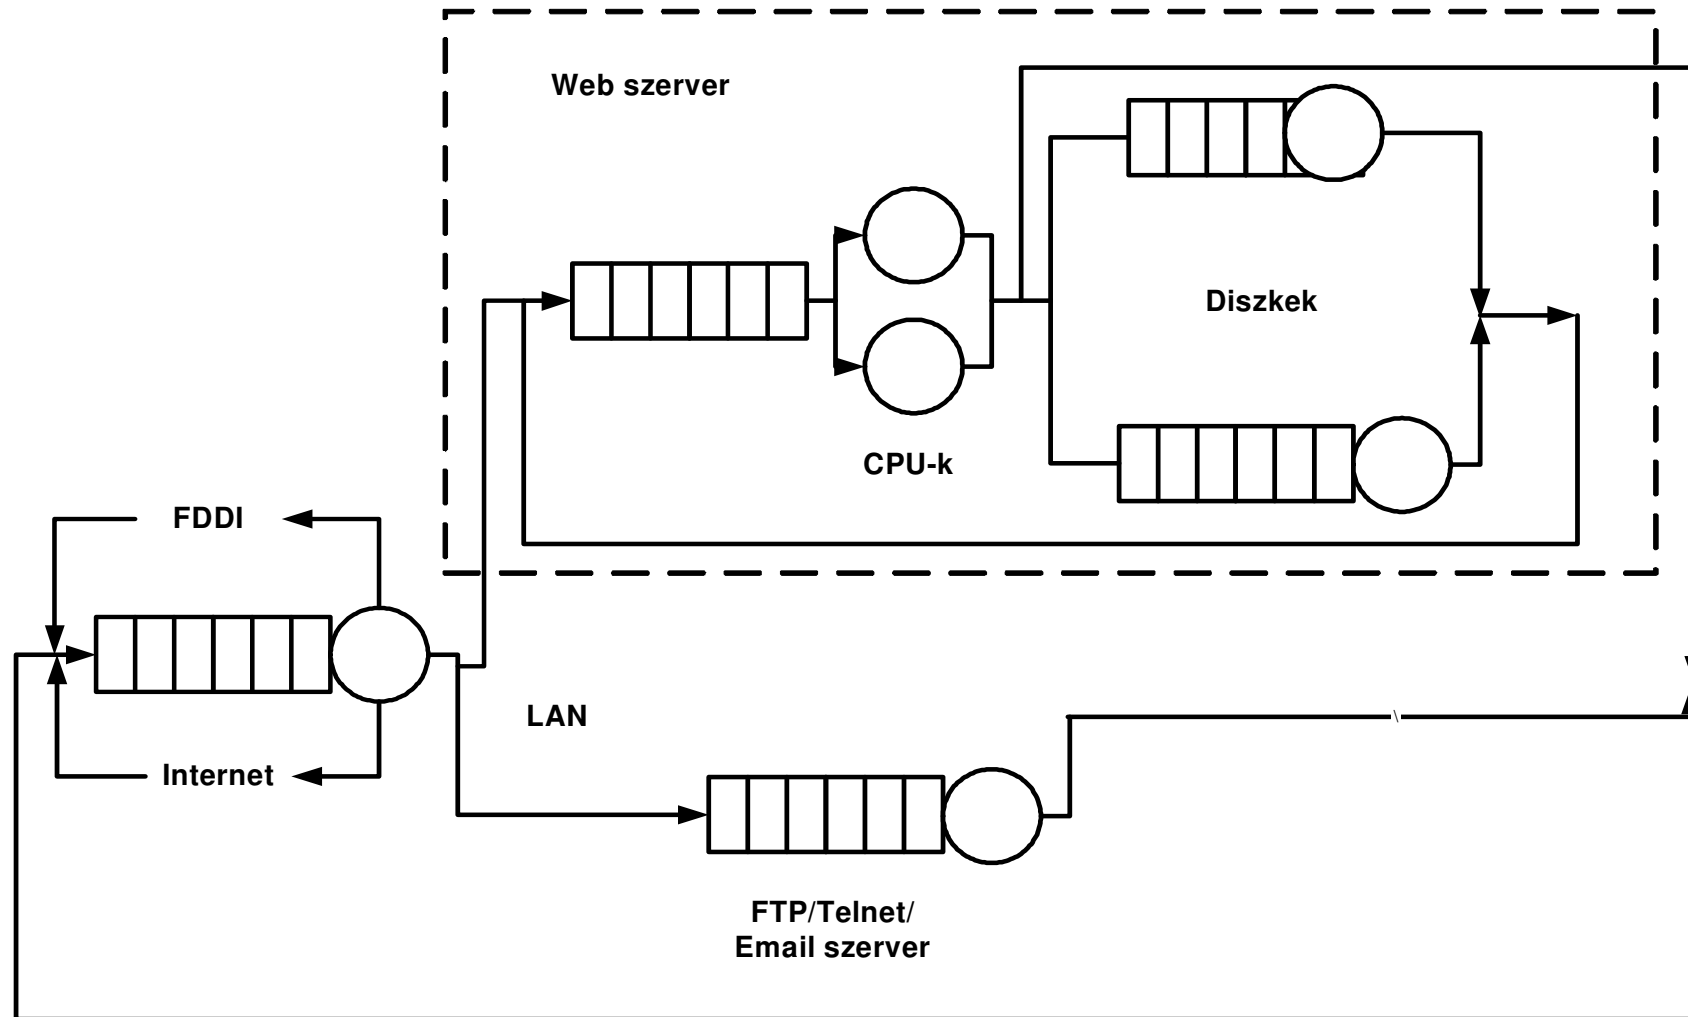 Web szerver
Diszkek
CPU-k
FDDI
Internet
LAN
FTP/Telnet/
Email szerver